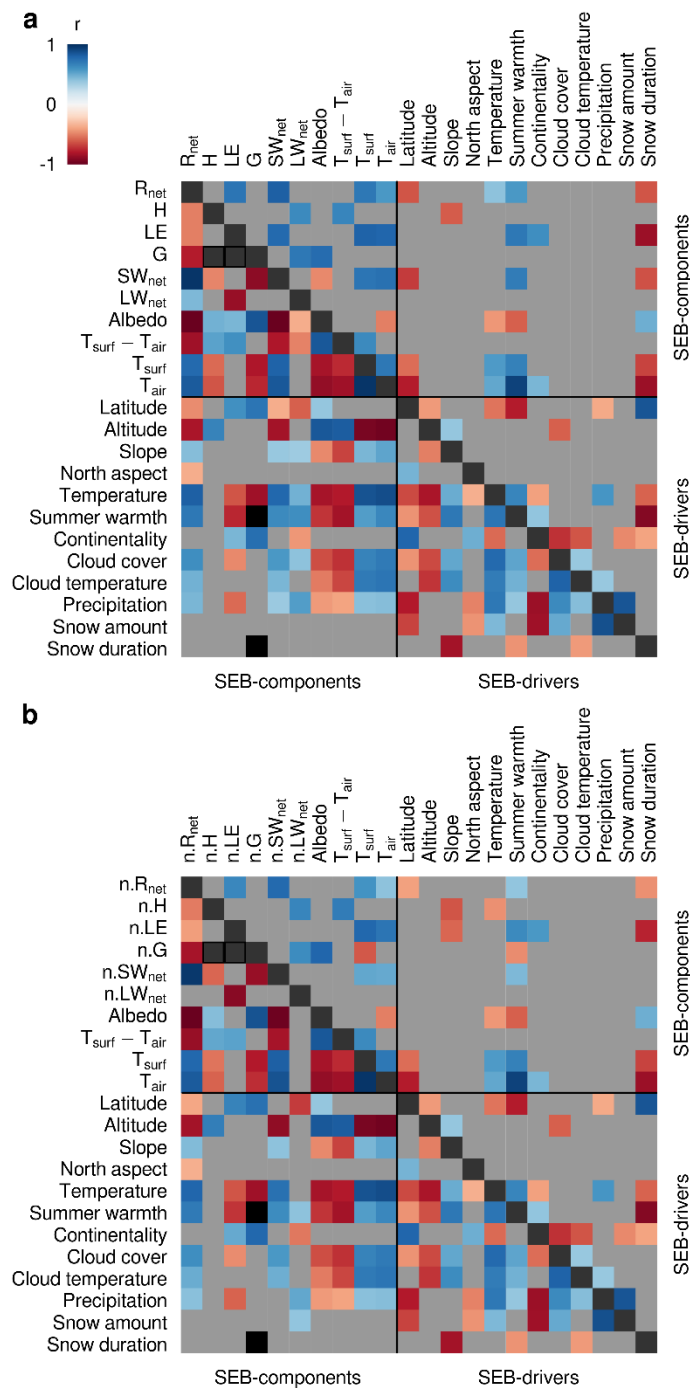 a
r
1
0
-1
Rnet
H
LE
G
SWnet
LWnet
Albedo
Tsurf − Tair
Tsurf
Tair
Latitude
Altitude
Slope
North aspect
Temperature
Summer warmth
Continentality
Cloud cover
Cloud temperature
Precipitation
Snow amount
Snow duration
Rnet
H
LE
G
SWnet
LWnet
Albedo
Tsurf − Tair
Tsurf
Tair
Latitude
Altitude
Slope
North aspect
Temperature
Summer warmth
Continentality
Cloud cover
Cloud temperature
Precipitation
Snow amount
Snow duration
SEB-components
SEB-drivers
SEB-components
SEB-drivers
b
n.Rnet
n.H
n.LE
n.G
n.SWnet
n.LWnet
Albedo
Tsurf − Tair
Tsurf
Tair
Latitude
Altitude
Slope
North aspect
Temperature
Summer warmth
Continentality
Cloud cover
Cloud temperature
Precipitation
Snow amount
Snow duration
n.Rnet
n.H
n.LE
n.G
n.SWnet
n.LWnet
Albedo
Tsurf − Tair
Tsurf
Tair
Latitude
Altitude
Slope
North aspect
Temperature
Summer warmth
Continentality
Cloud cover
Cloud temperature
Precipitation
Snow amount
Snow duration
SEB-components
SEB-drivers
SEB-components
SEB-drivers